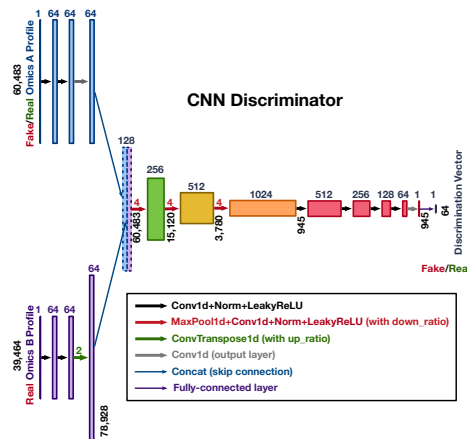 1 64 64 64
60,483
Fake/Real Omics A Profile
CNN Discriminator
128
256
512
1024
512
256
128
64
1
1
4
60,483
4
15,120
4
3,780
945
945
64
Discrimination Vector
Fake/Real
1 64 64
64
39,464
Real Omics B Profile
2
78,928
Conv1d+Norm+LeakyReLU
MaxPool1d+Conv1d+Norm+LeakyReLU (with down_ratio)
ConvTranspose1d (with up_ratio)
Conv1d (output layer)
Concat (skip connection)
Fully-connected layer